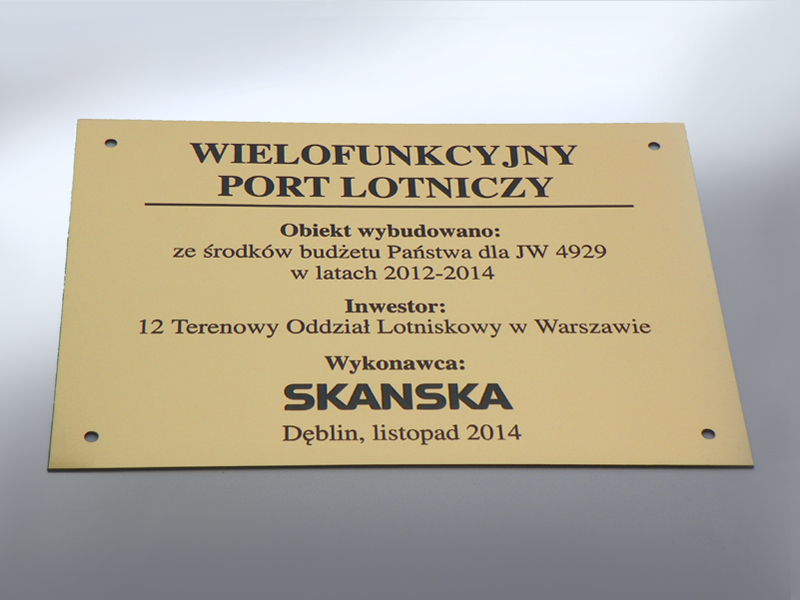 WIELOFUNKCYJNY
PORT LOTNICZY
Obiekt wybudowano:
ze środków budżetu Państwa dla JW 4929
w latach 2012-2014
Inwestor:
12 Terenowy Oddział Lotniskowy w Warszawie
Wykonawca:
SKANSKA
Dęblin, listopad 2014